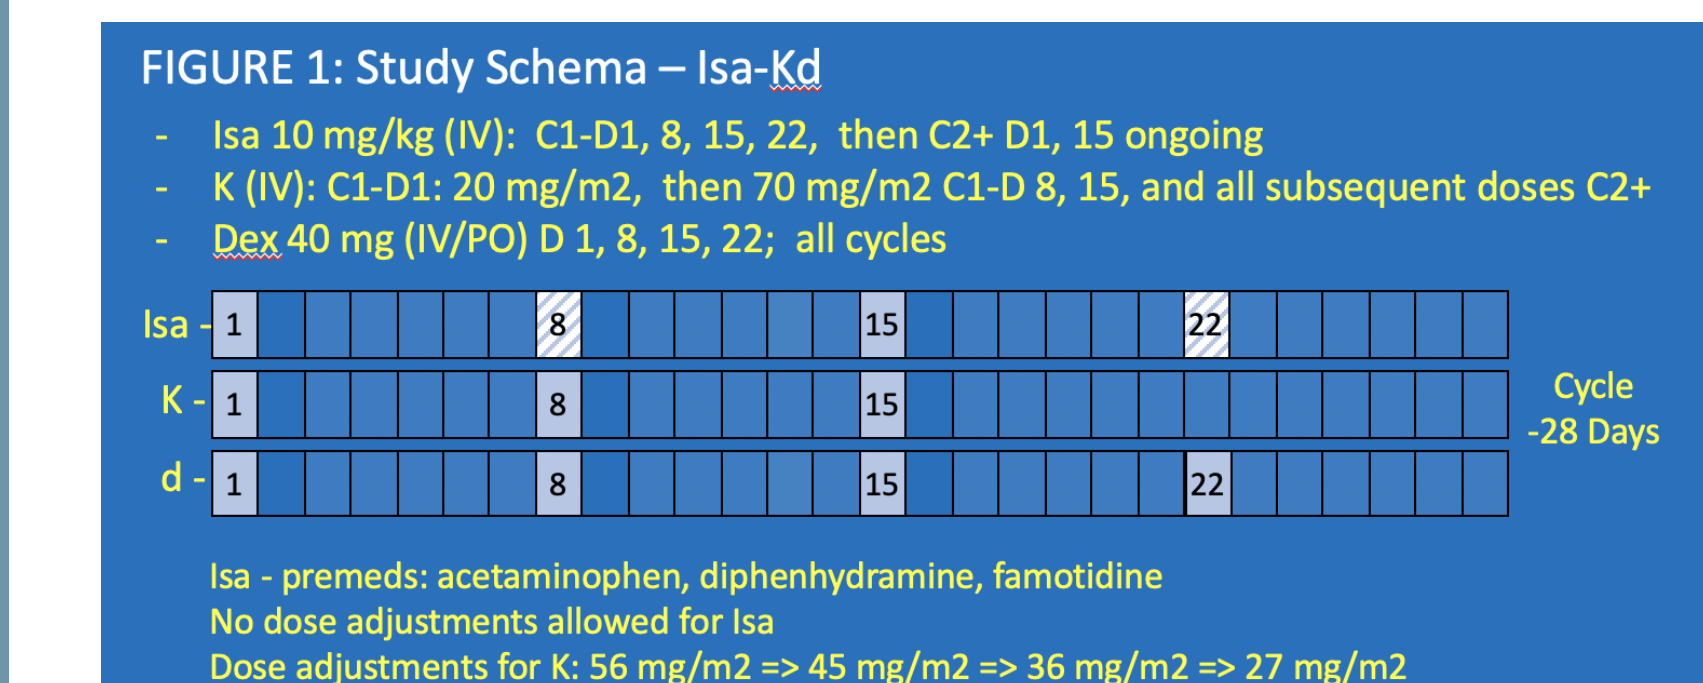 FIGURE 1: Study Schema – Isa-Kd
- Isa 10 mg/kg (IV): C1-D1, 8, 15, 22, then C2+ D1, 15 ongoing
- K (IV): C1-D1: 20 mg/m2, then 70 mg/m2 C1-D 8, 15, and all subsequent doses C2+
- Dex 40 mg (IV/PO) D 1, 8, 15, 22; all cycles
Isa - 1 8 15 22
K - 1 8 15
d - 1 8 15 22
Cycle
-28 Days
Isa - premeds: acetaminophen, diphenhydramine, famotidine
No dose adjustments allowed for Isa
Dose adjustments for K: 56 mg/m2 => 45 mg/m2 => 36 mg/m2 => 27 mg/m2